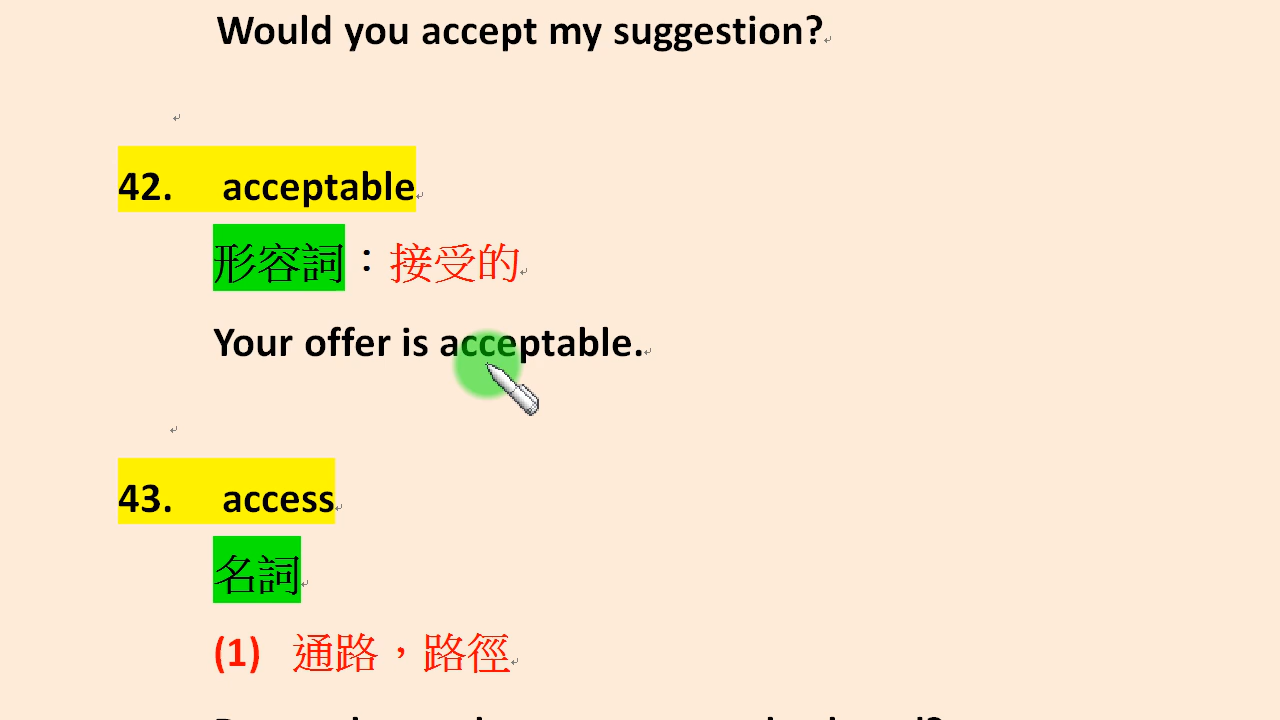 Would you accept my suggestion?
42. acceptable
形容詞：接受的
Your offer is acceptable.
43. access
名詞
(1) 通路，路徑